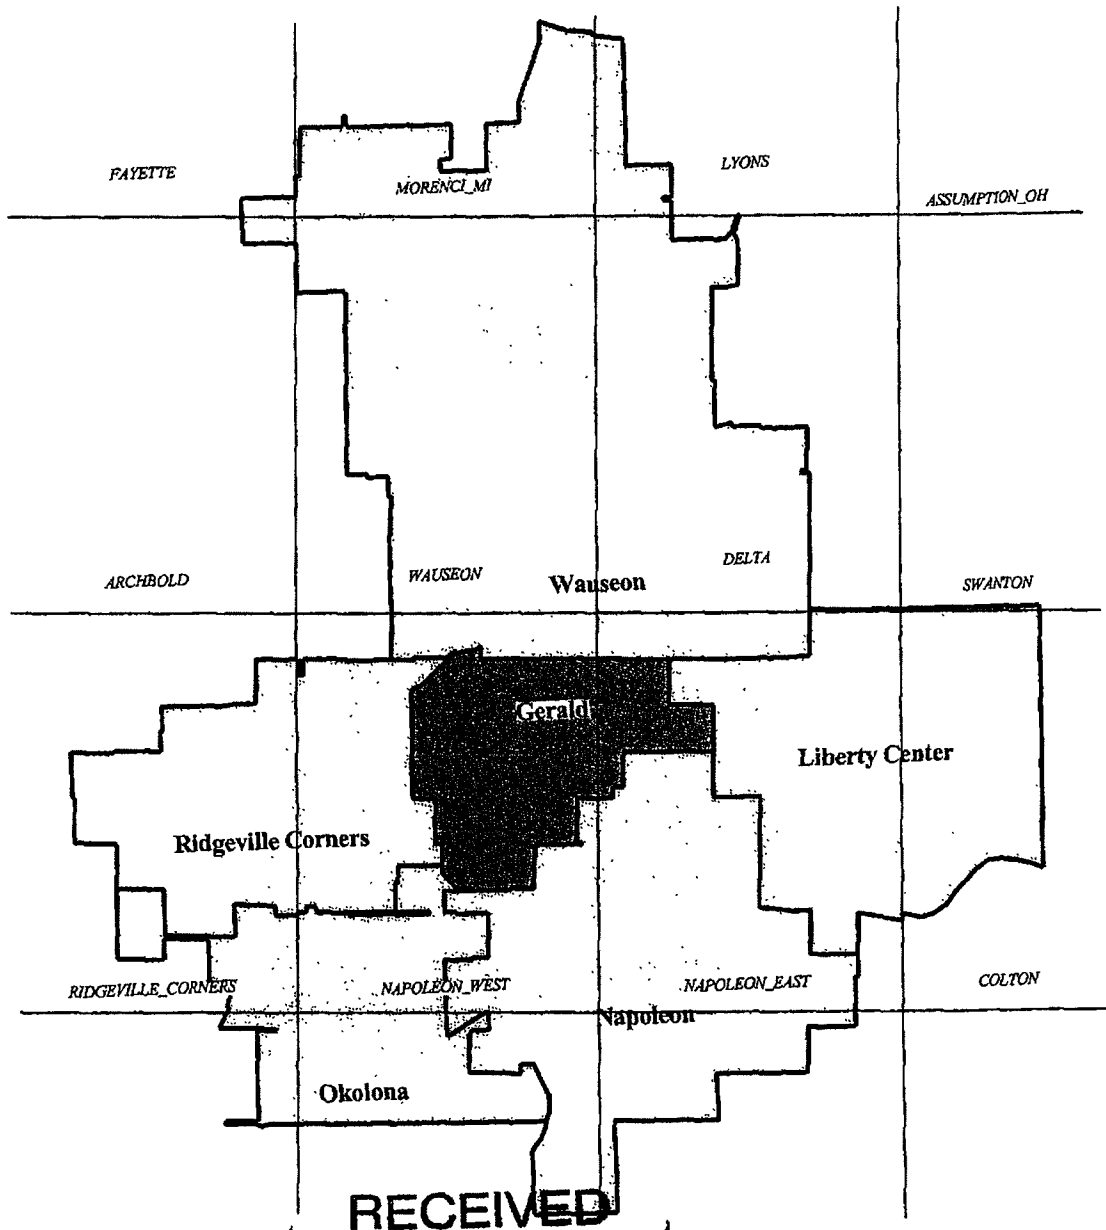 FAYETTE
MORENCI_MI
LYONS
ASSUMPTION_OH
ARCHBOLD
WAUSEON
Wauseon
DELTA
SWANTON
Gerald
Liberty Center
Ridgeville Corners
RIDGEVILLE_CORNERS
NAPOLEON_WEST
NAPOLEON_EAST
COLTON
Napoleon
Okolona
RECEIVED